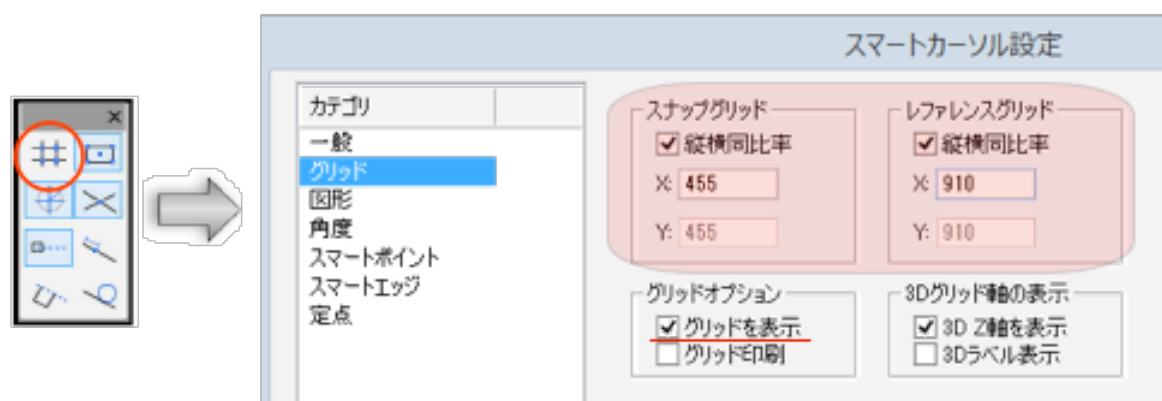 スマートカーソル設定
カテゴリ
一般
グリッド
図形
角度
スマートポイント
スマートエッジ
定点
スナップグリッド
縦横同比率
X: 455
Y: 455
レファレンスグリッド
縦横同比率
X: 910
Y: 910
グリッドオプション
グリッドを表示
グリッド印刷
3Dグリッド軸の表示
3D Z軸を表示
3Dラベル表示